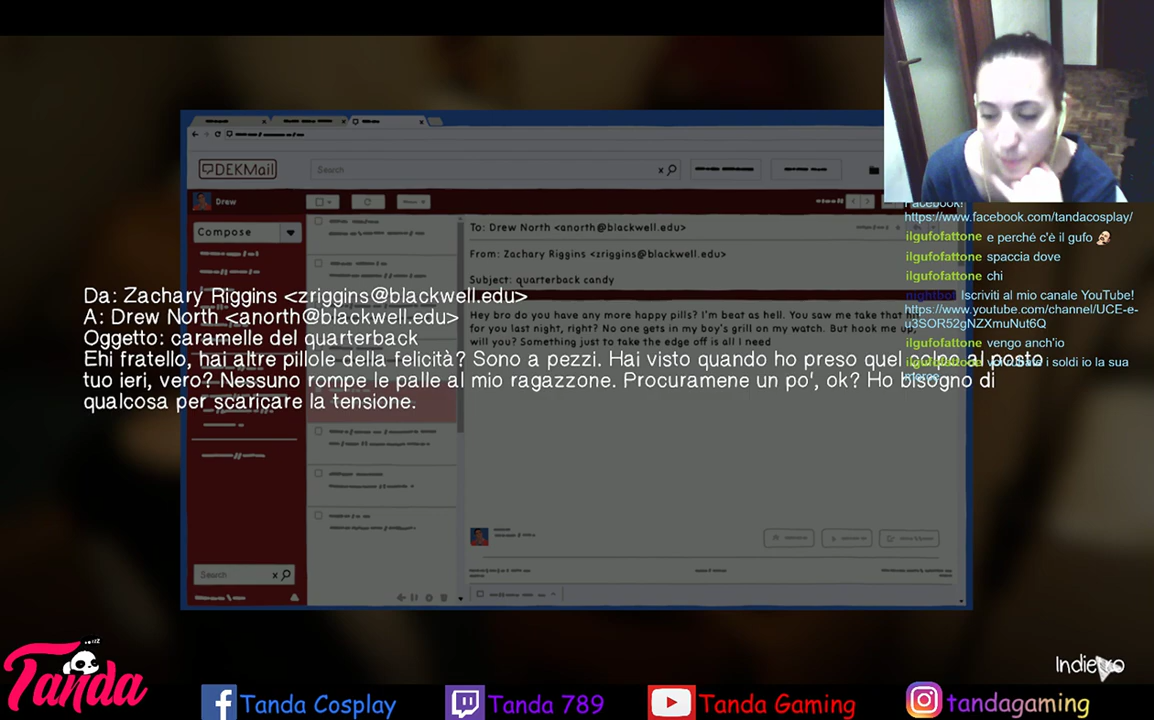 DEKMail
Search
x
Drew
Compose
To: Drew North <anorth@blackwell.edu>
From: Zachary Riggins <zriggins@blackwell.edu>
Subject: quarterback candy
Hey bro do you have any more happy pills? I'm beat as hell. You saw me take that h
for you last night, right? No one gets in my boy's grill on my watch. But hook me up,
will you? Something just to take the edge off is all I need
Da: Zachary Riggins <zriggins@blackwell.edu>
A: Drew North <anorth@blackwell.edu>
Oggetto: caramelle del quarterback
Ehi fratello, hai altre pillole della felicità? Sono a pezzi. Hai visto quando ho preso quel colpo al posto
tuo ieri, vero? Nessuno rompe le palle al mio ragazzone. Procuramene un po', ok? Ho bisogno di
qualcosa per scaricare la tensione.
Search x
Facebook!
https://www.facebook.com/tandacosplay/
ilgufofattone e perché c'è il gufo
ilgufofattone spaccia dove
ilgufofattone chi
nightbot Iscriviti al mio canale YouTube!
https://www.youtube.com/channel/UCE-e-
u3SOR52gNZXmuNut6Q
ilgufofattone vengo anch'io
ilgufofattone i soldi io la sua
Indietro
Tanda
Tanda Cosplay
Tanda 789
Tanda Gaming
tandagaming